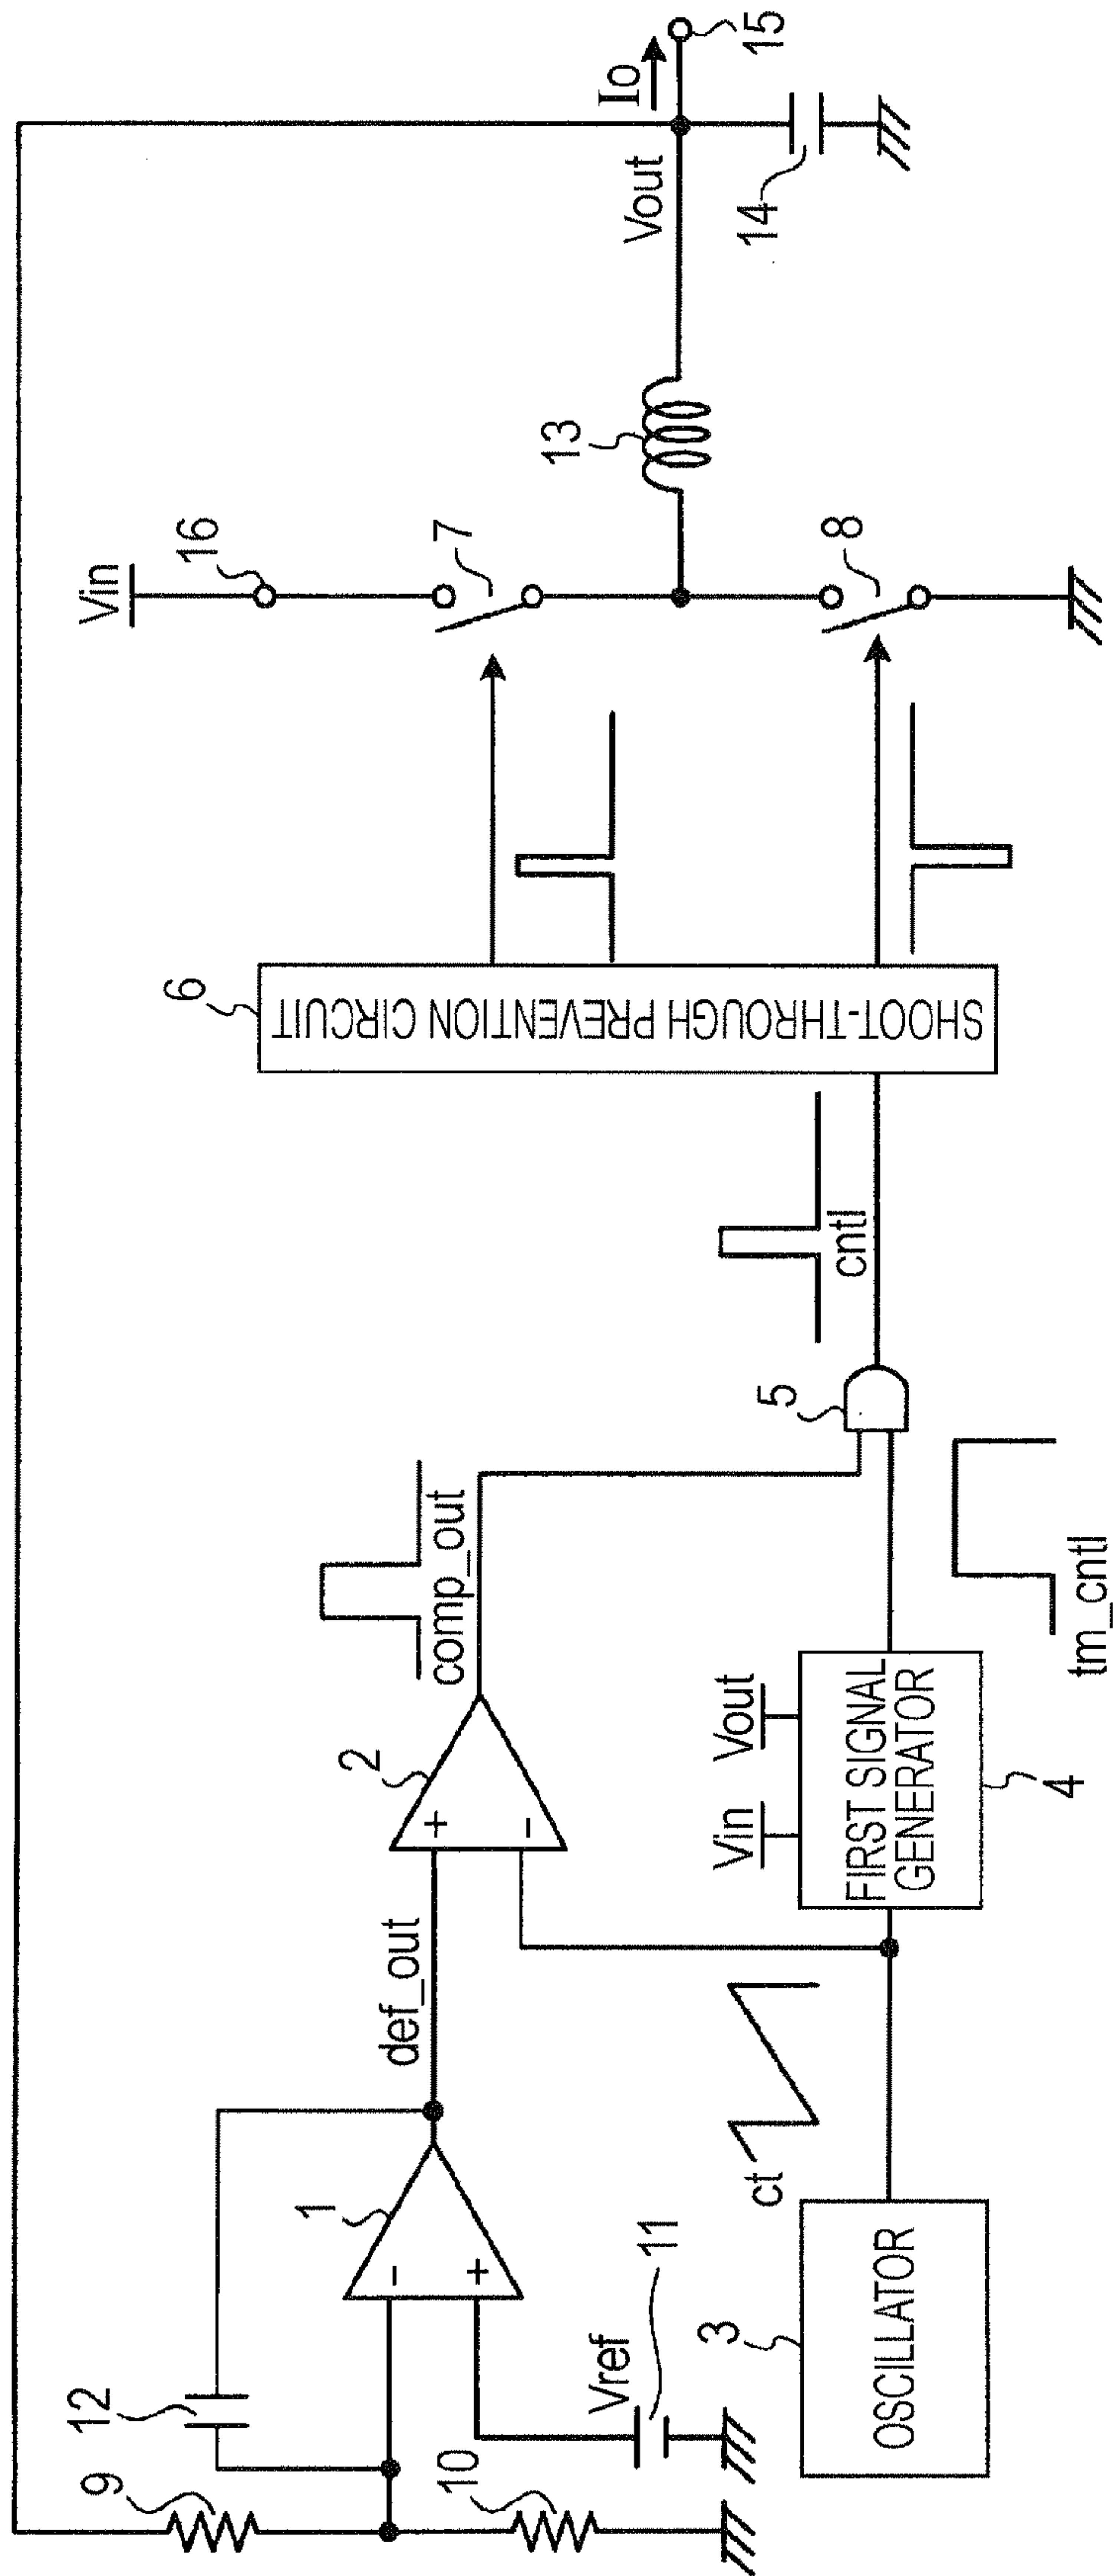 Vin
16
7
8
6
SHOOT-THROUGH PREVENTION CIRCUIT
13
Vout
Io
15
14
9
12
10
1
Vref
11
def_out
2
comp_out
5
cntl
3
OSCILLATOR
ct
Vin
Vout
FIRST SIGNAL
GENERATOR
4
tm_cntl
+
-
-
+